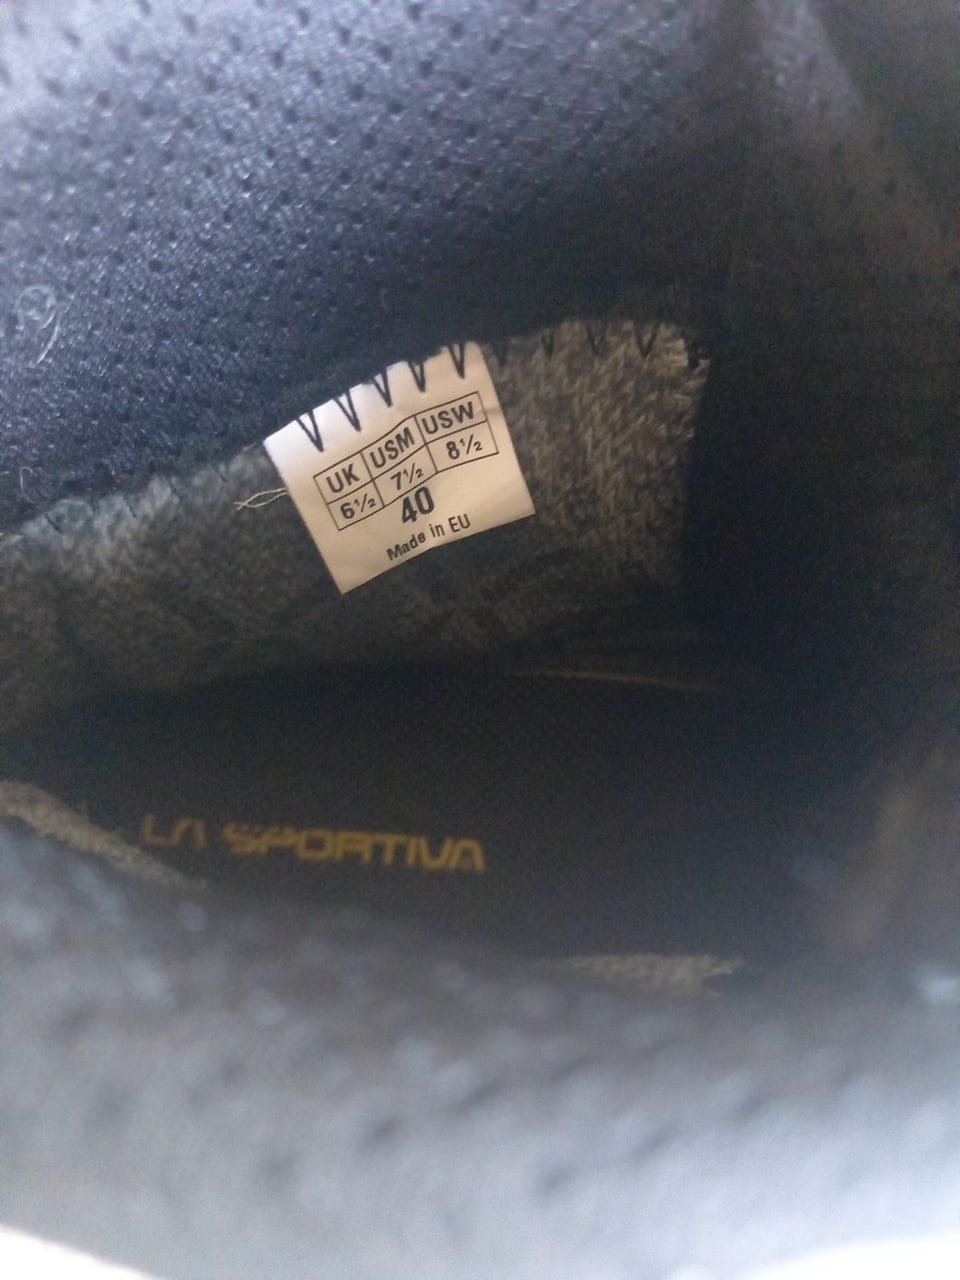 UK USM USW
6½ 7½ 8½
40
Made in EU
LA SPORTIVA